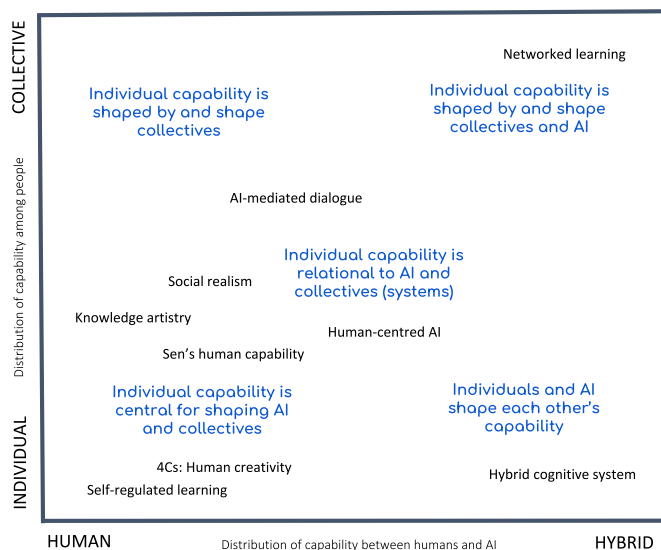 COLLECTIVE
Distribution of capability among people
INDIVIDUAL
Networked learning
Individual capability is
shaped by and shape
collectives
Individual capability is
shaped by and shape
collectives and AI
AI-mediated dialogue
Individual capability is
relational to AI and
collectives (systems)
Social realism
Knowledge artistry
Human-centred AI
Sen's human capability
Individual capability is
central for shaping AI
and collectives
Individuals and AI
shape each other's
capability
4Cs: Human creativity
Self-regulated learning
Hybrid cognitive system
HUMAN
Distribution of capability between humans and AI
HYBRID